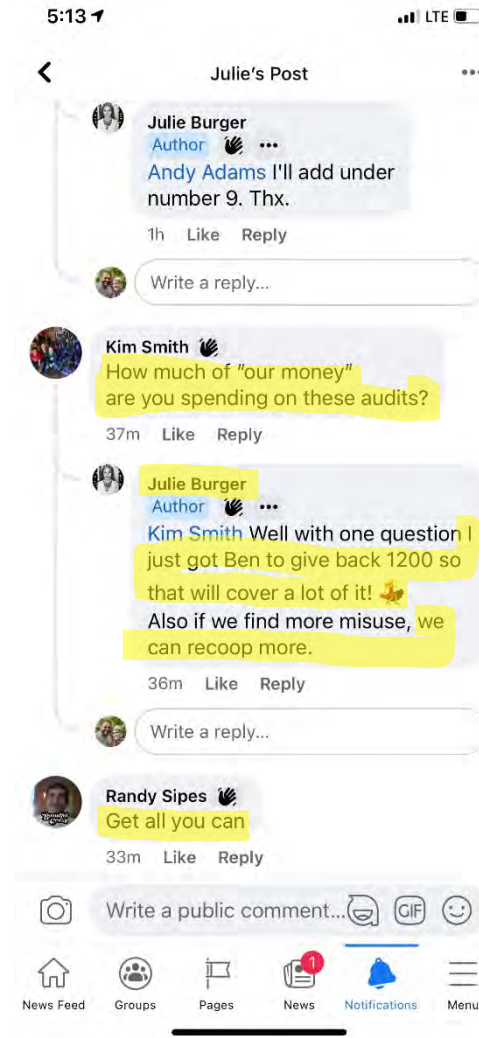 5:13
LTE
Julie's Post
Julie Burger
Author
Andy Adams I'll add under
number 9. Thx.
1h Like Reply
Write a reply...
Kim Smith
How much of "our money"
are you spending on these audits?
37m Like Reply
Julie Burger
Author
Kim Smith Well with one question I
just got Ben to give back 1200 so
that will cover a lot of it!
Also if we find more misuse, we
can recoop more.
36m Like Reply
Write a reply...
Randy Sipes
Get all you can
33m Like Reply
Write a public comment...
GIF
1
News Feed Groups Pages News Notifications Menu